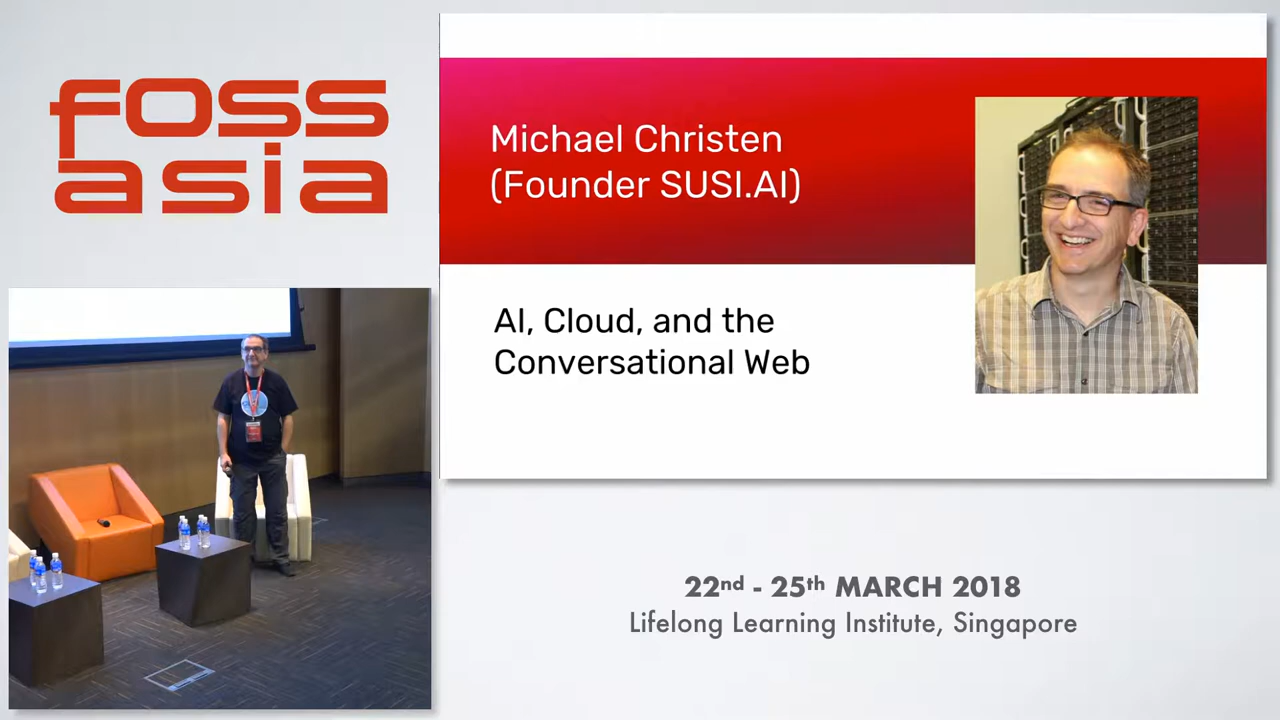 foss
asia
Michael Christen
(Founder SUSI.AI)
AI, Cloud, and the
Conversational Web
22nd - 25th MARCH 2018
Lifelong Learning Institute, Singapore